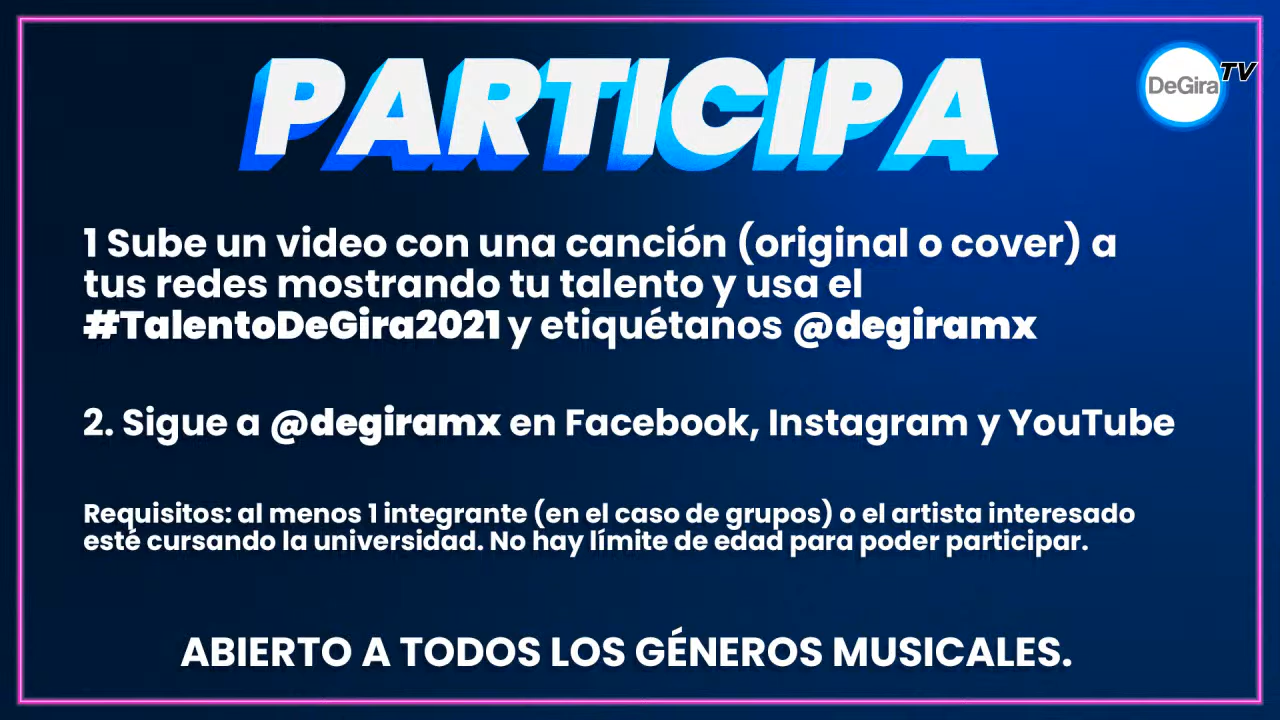 PARTICIPA
DeGira TV
1 Sube un video con una canción (original o cover) a
tus redes mostrando tu talento y usa el
#TalentoDeGira2021 y etiquétanos @degiramx
2. Sigue a @degiramx en Facebook, Instagram y YouTube
Requisitos: al menos 1 integrante (en el caso de grupos) o el artista interesado
esté cursando la universidad. No hay límite de edad para poder participar.
ABIERTO A TODOS LOS GÉNEROS MUSICALES.